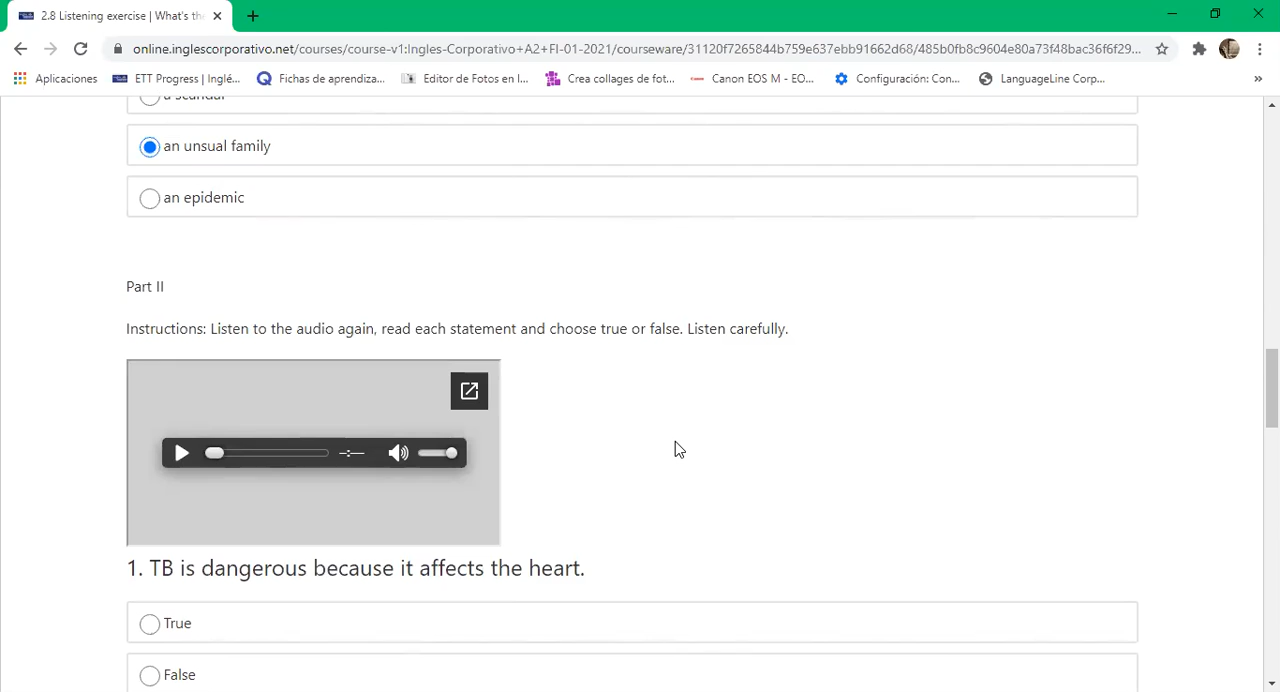 2.8 Listening exercise | What's the
online.inglescorporativo.net/courses/course-v1:Ingles-Corporativo+A2+FI-01-2021/courseware/31120f7265844b759e637ebb91662d68/485b0fb8c9604e80a73f48bac36f6f29...
Aplicaciones ETT Progress | Inglé... Fichas de aprendiza... Editor de Fotos en l... Crea collages de fot... Canon EOS M - EO... Configuración: Con... LanguageLine Corp... »
a scandal
an unsual family
an epidemic
Part II
Instructions: Listen to the audio again, read each statement and choose true or false. Listen carefully.
-:--
1. TB is dangerous because it affects the heart.
True
False